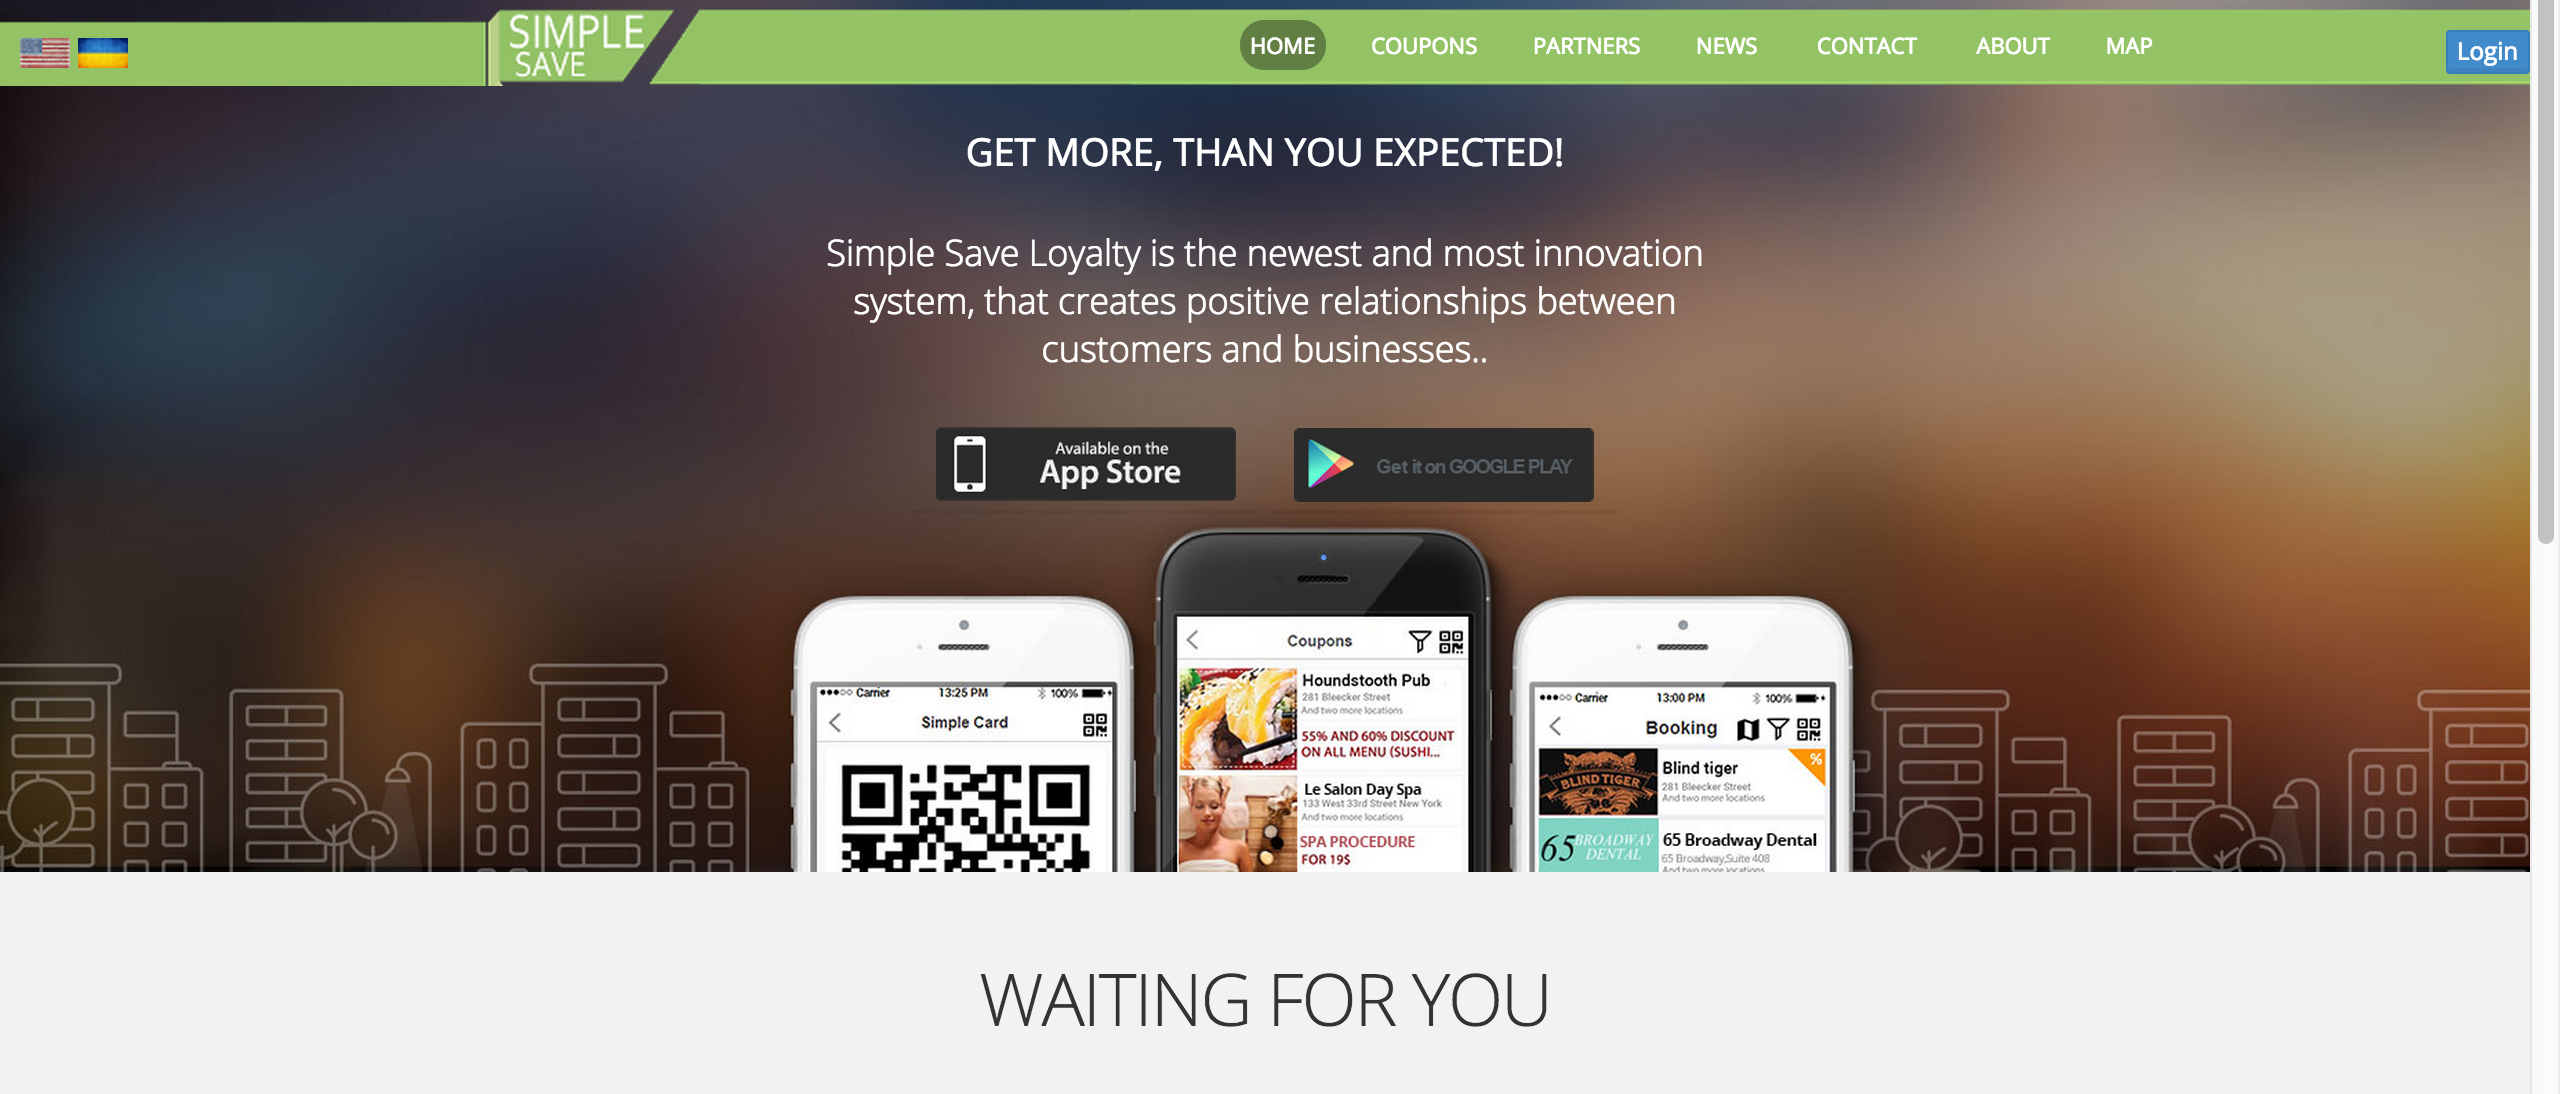 SIMPLE
SAVE
HOME
COUPONS
PARTNERS
NEWS
CONTACT
ABOUT
MAP
Login
GET MORE, THAN YOU EXPECTED!
Simple Save Loyalty is the newest and most innovation
system, that creates positive relationships between
customers and businesses..
Available on the
App Store
Get it on GOOGLE PLAY
Carrier 13:25 PM 100%
Simple Card
Coupons
Houndstooth Pub
281 Bleecker Street
And two more locations
55% AND 60% DISCOUNT
ON ALL MENU (SUSHI...
Le Salon Day Spa
133 West 33rd Street New York
And two more locations
SPA PROCEDURE
FOR 19$
Carrier 13:00 PM 100%
Booking
BLIND TIGER
Blind tiger
%
281 Bleecker Street
And two more locations
65 BROADWAY
DENTAL
65 Broadway Dental
65 Broadway,Suite 408
And two more locations
WAITING FOR YOU